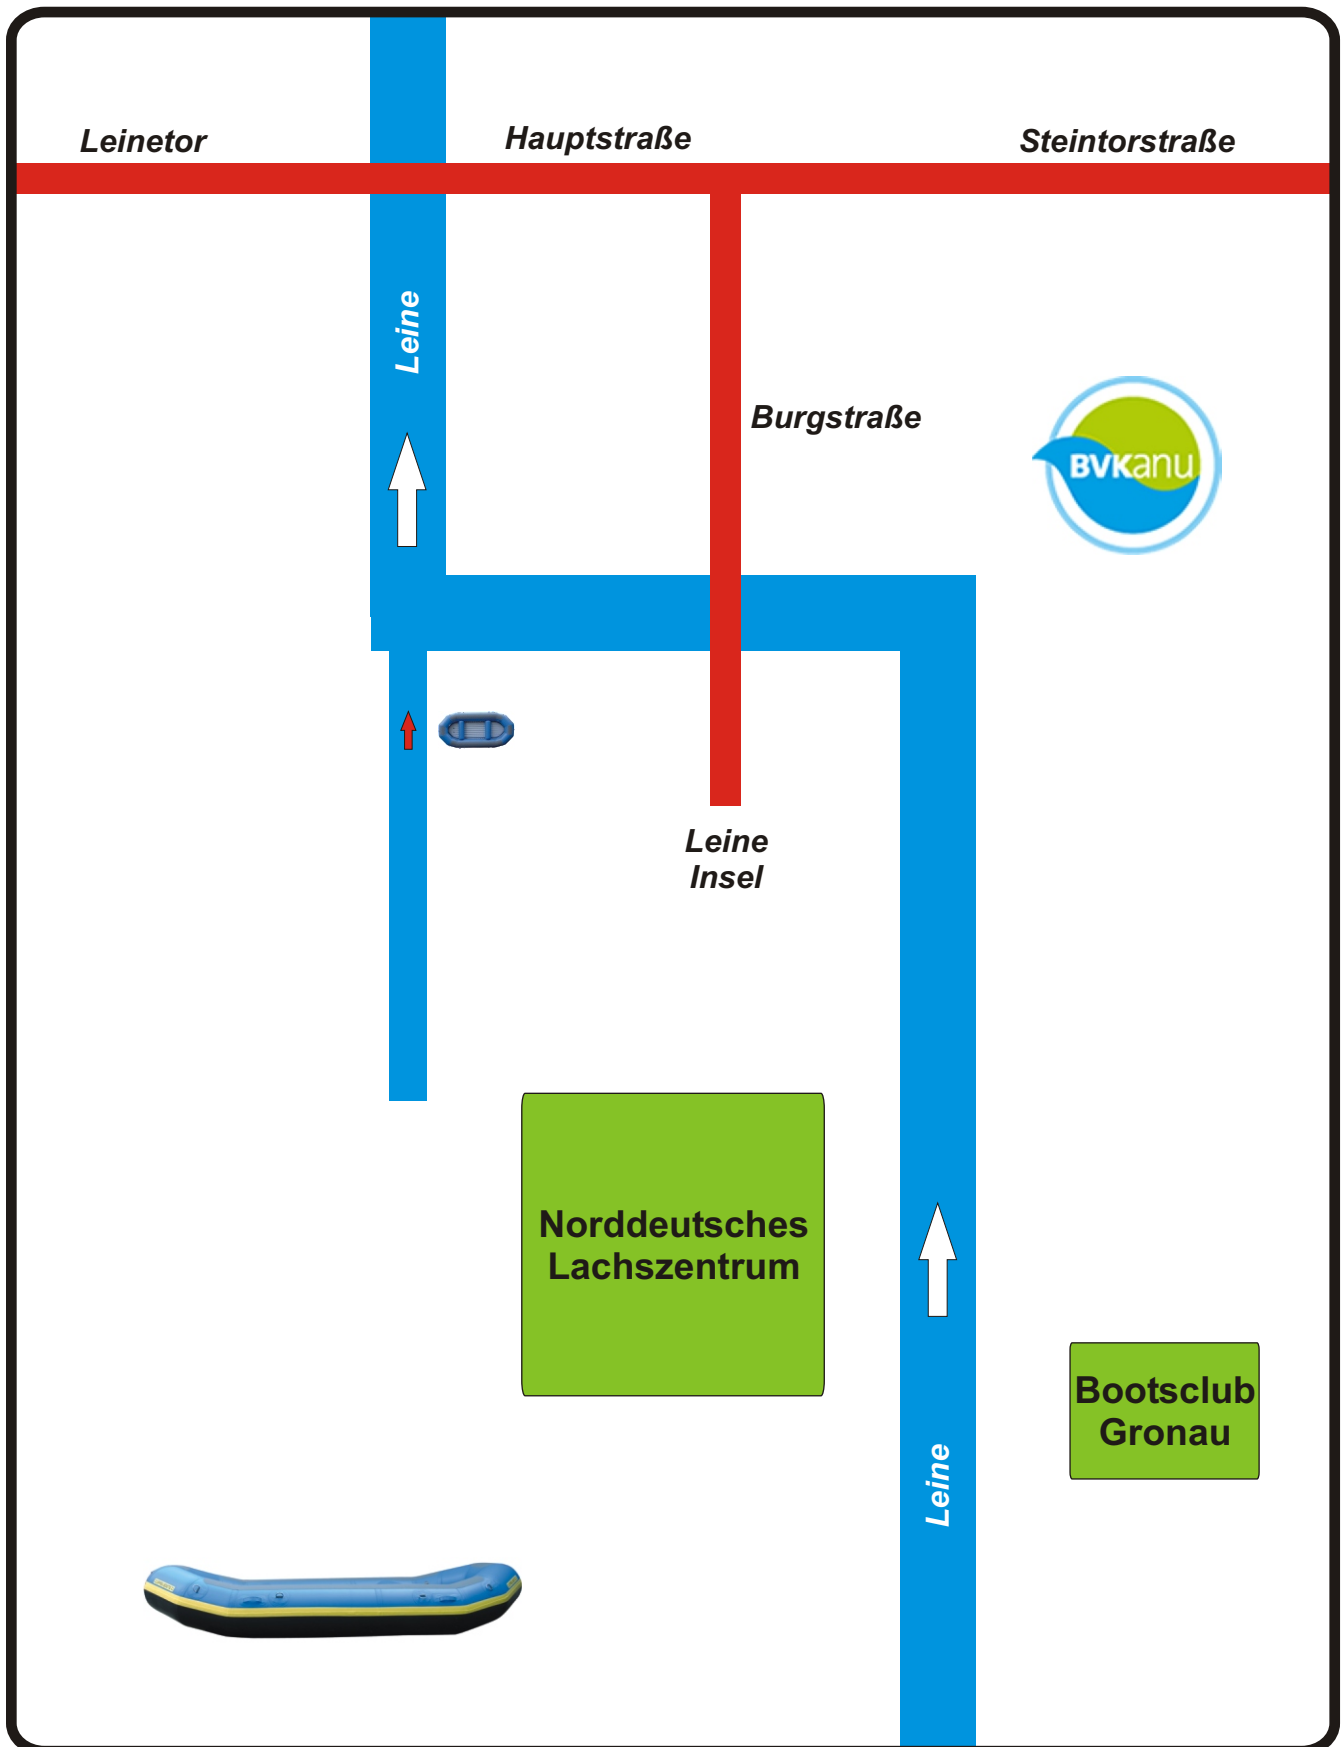 Leinetor
Hauptstraße
Steintorstraße
Leine
Burgstraße
BVKanu
Leine
Insel
Norddeutsches
Lachszentrum
Bootsclub
Gronau
Leine